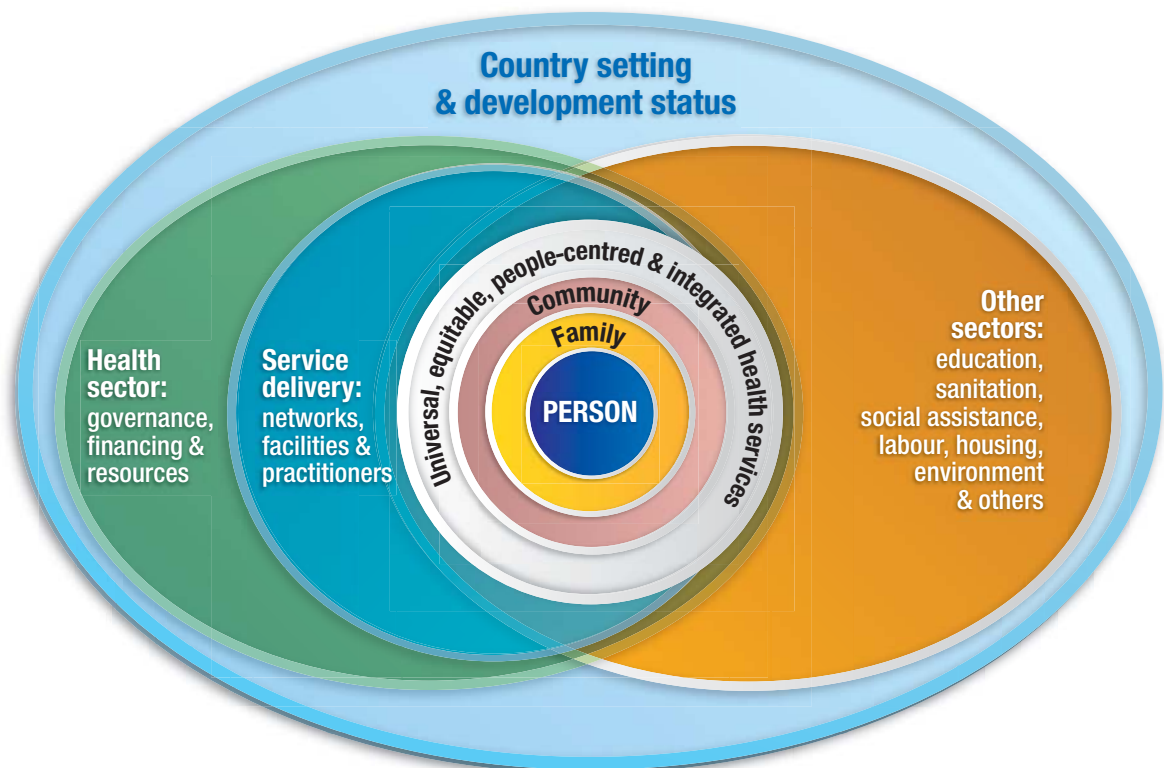 Country setting
& development status
Universal, equitable, people-centred & integrated health services
Community
Family
PERSON
Health
sector:
governance,
financing &
resources
Service
delivery:
networks,
facilities &
practitioners
Other
sectors:
education,
sanitation,
social assistance,
labour, housing,
environment
& others